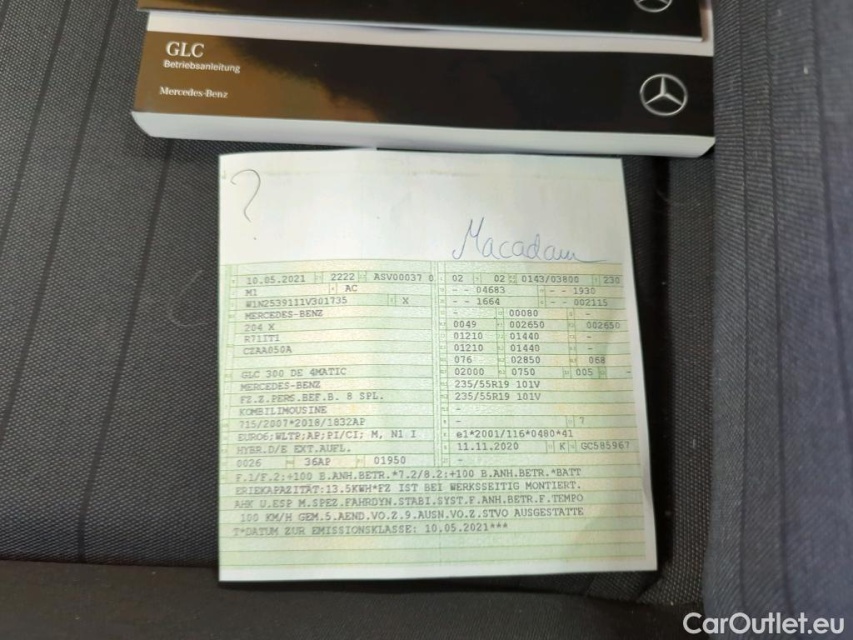 GLC
Betriebsanleitung
Mercedes-Benz
?
Macadam
10.05.2021 2222 ASV00037 0 02 02 0143/03800 230
M1 AC - - 04683 - - 1930
W1N2539111V301735 X - - 1664 - - 002115
MERCEDES-BENZ - 00080 -
204 X 0049 002650 002650
R71IT1 01210 01440 -
CZAA050A 01210 01440 -
076 02850 068
GLC 300 DE 4MATIC 02000 0750 005 -
MERCEDES-BENZ 235/55R19 101V
FZ.Z.PERS.BEF.B. 8 SPL. 235/55R19 101V
KOMBILIMOUSINE -
715/2007*2018/1832AP - 7
EURO6;WLTP;AP;PI/CI; M, N1 I e1*2001/116*0480*41
HYBR.D/E EXT.AUFL. 11.11.2020 K GC585967
0026 36AP 01950 -
F.1/F.2:+100 B.ANH.BETR.*7.2/8.2:+100 B.ANH.BETR.*BATT
ERIEKAPAZITÄT:13.5KWH*FZ IST BEI WERKSSEITIG MONTIERT.
AHK U.ESP M.SPEZ.FAHRDYN.STABI.SYST.F.ANH.BETR.F.TEMPO
100 KM/H GEM.5.AEND.VO.Z.9.AUSN.VO.Z.STVO AUSGESTATTE
T*DATUM ZUR EMISSIONSKLASSE: 10.05.2021***
CarOutlet.eu